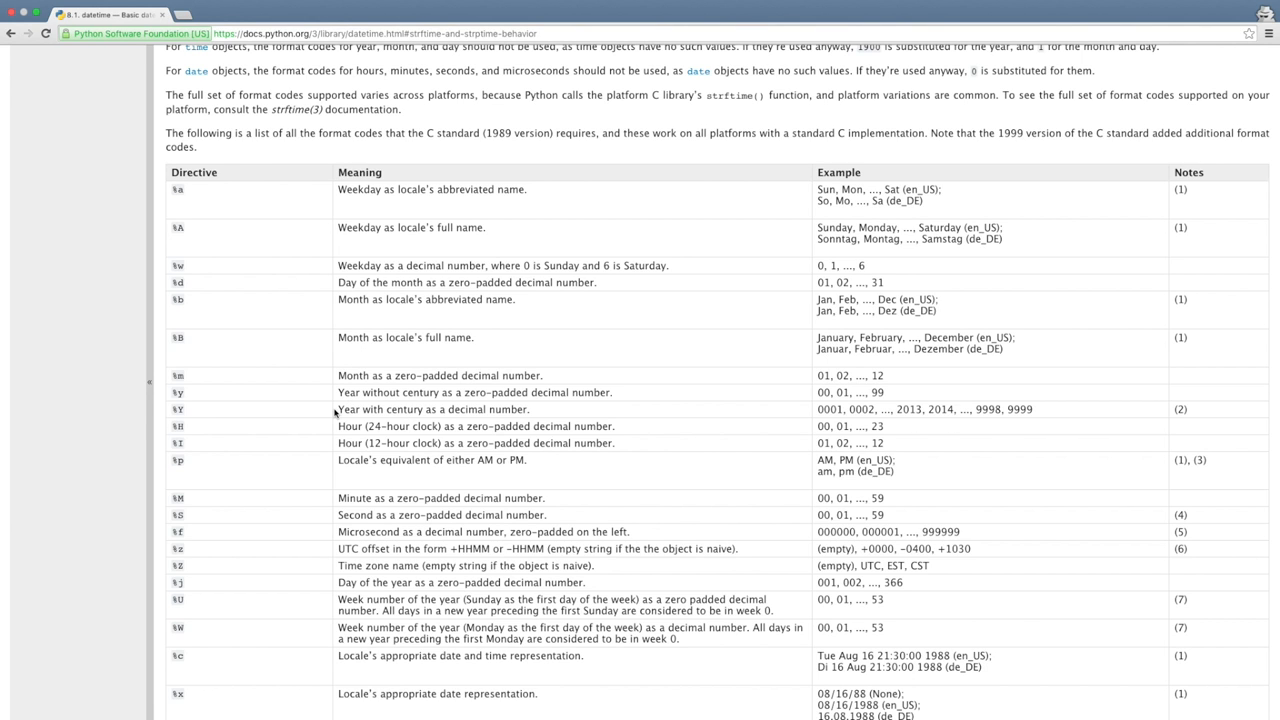 8.1. datetime — Basic dat
Python Software Foundation [US] https://docs.python.org/3/library/datetime.html#strftime-and-strptime-behavior
For time objects, the format codes for year, month, and day should not be used, as time objects have no such values. If they're used anyway, 1900 is substituted for the year, and 1 for the month and day.
For date objects, the format codes for hours, minutes, seconds, and microseconds should not be used, as date objects have no such values. If they're used anyway, 0 is substituted for them.
The full set of format codes supported varies across platforms, because Python calls the platform C library's strftime() function, and platform variations are common. To see the full set of format codes supported on your
platform, consult the strftime(3) documentation.
The following is a list of all the format codes that the C standard (1989 version) requires, and these work on all platforms with a standard C implementation. Note that the 1999 version of the C standard added additional format
codes.
Directive Meaning Example Notes
%a Weekday as locale's abbreviated name. Sun, Mon, ..., Sat (en_US); (1)
So, Mo, ..., Sa (de_DE)
%A Weekday as locale's full name. Sunday, Monday, ..., Saturday (en_US); (1)
Sonntag, Montag, ..., Samstag (de_DE)
%w Weekday as a decimal number, where 0 is Sunday and 6 is Saturday. 0, 1, ..., 6
%d Day of the month as a zero-padded decimal number. 01, 02, ..., 31
%b Month as locale's abbreviated name. Jan, Feb, ..., Dec (en_US); (1)
Jan, Feb, ..., Dez (de_DE)
%B Month as locale's full name. January, February, ..., December (en_US); (1)
Januar, Februar, ..., Dezember (de_DE)
%m Month as a zero-padded decimal number. 01, 02, ..., 12
%y Year without century as a zero-padded decimal number. 00, 01, ..., 99
%Y Year with century as a decimal number. 0001, 0002, ..., 2013, 2014, ..., 9998, 9999 (2)
%H Hour (24-hour clock) as a zero-padded decimal number. 00, 01, ..., 23
%I Hour (12-hour clock) as a zero-padded decimal number. 01, 02, ..., 12
%p Locale's equivalent of either AM or PM. AM, PM (en_US); (1), (3)
am, pm (de_DE)
%M Minute as a zero-padded decimal number. 00, 01, ..., 59
%S Second as a zero-padded decimal number. 00, 01, ..., 59 (4)
%f Microsecond as a decimal number, zero-padded on the left. 000000, 000001, ..., 999999 (5)
%z UTC offset in the form +HHMM or -HHMM (empty string if the the object is naive). (empty), +0000, -0400, +1030 (6)
%Z Time zone name (empty string if the object is naive). (empty), UTC, EST, CST
%j Day of the year as a zero-padded decimal number. 001, 002, ..., 366
%U Week number of the year (Sunday as the first day of the week) as a zero padded decimal 00, 01, ..., 53 (7)
number. All days in a new year preceding the first Sunday are considered to be in week 0.
%W Week number of the year (Monday as the first day of the week) as a decimal number. All days in 00, 01, ..., 53 (7)
a new year preceding the first Monday are considered to be in week 0.
%c Locale's appropriate date and time representation. Tue Aug 16 21:30:00 1988 (en_US); (1)
Di 16 Aug 21:30:00 1988 (de_DE)
%x Locale's appropriate date representation. 08/16/88 (None); (1)
08/16/1988 (en_US);
16.08.1988 (de_DE)